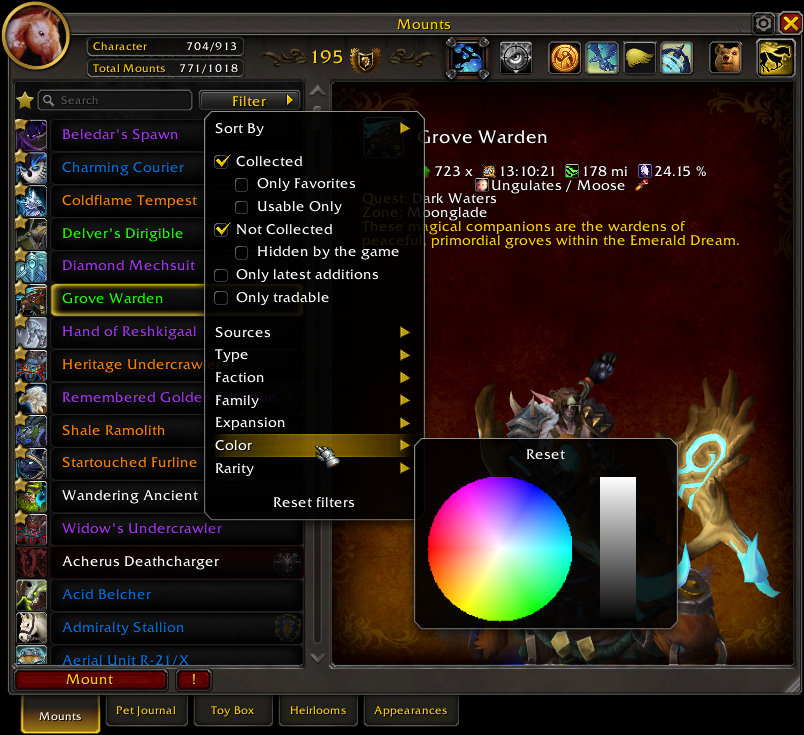 Mounts
Character 704/913
Total Mounts 771/1018
195
Search
Filter
Beledar's Spawn
Charming Courier
Coldflame Tempest
Delver's Dirigible
Diamond Mechsuit
Grove Warden
Hand of Reshkigaal
Heritage Undercraw
Remembered Golde
Shale Ramolith
Startouched Furline
Wandering Ancient
Widow's Undercrawler
Acherus Deathcharger
Acid Belcher
Admiralty Stallion
Aerial Unit R-21/X
Sort By
Collected
Only Favorites
Usable Only
Not Collected
Hidden by the game
Only latest additions
Only tradable
Sources
Type
Faction
Family
Expansion
Color
Rarity
Reset filters
Grove Warden
723 x 13:10:21 178 mi 24.15 %
Ungulates / Moose
Quest: Dark Waters
Zone: Moonglade
These magical companions are the wardens of
peaceful, primordial groves within the Emerald Dream.
Reset
Mount
!
Mounts
Pet Journal
Toy Box
Heirlooms
Appearances